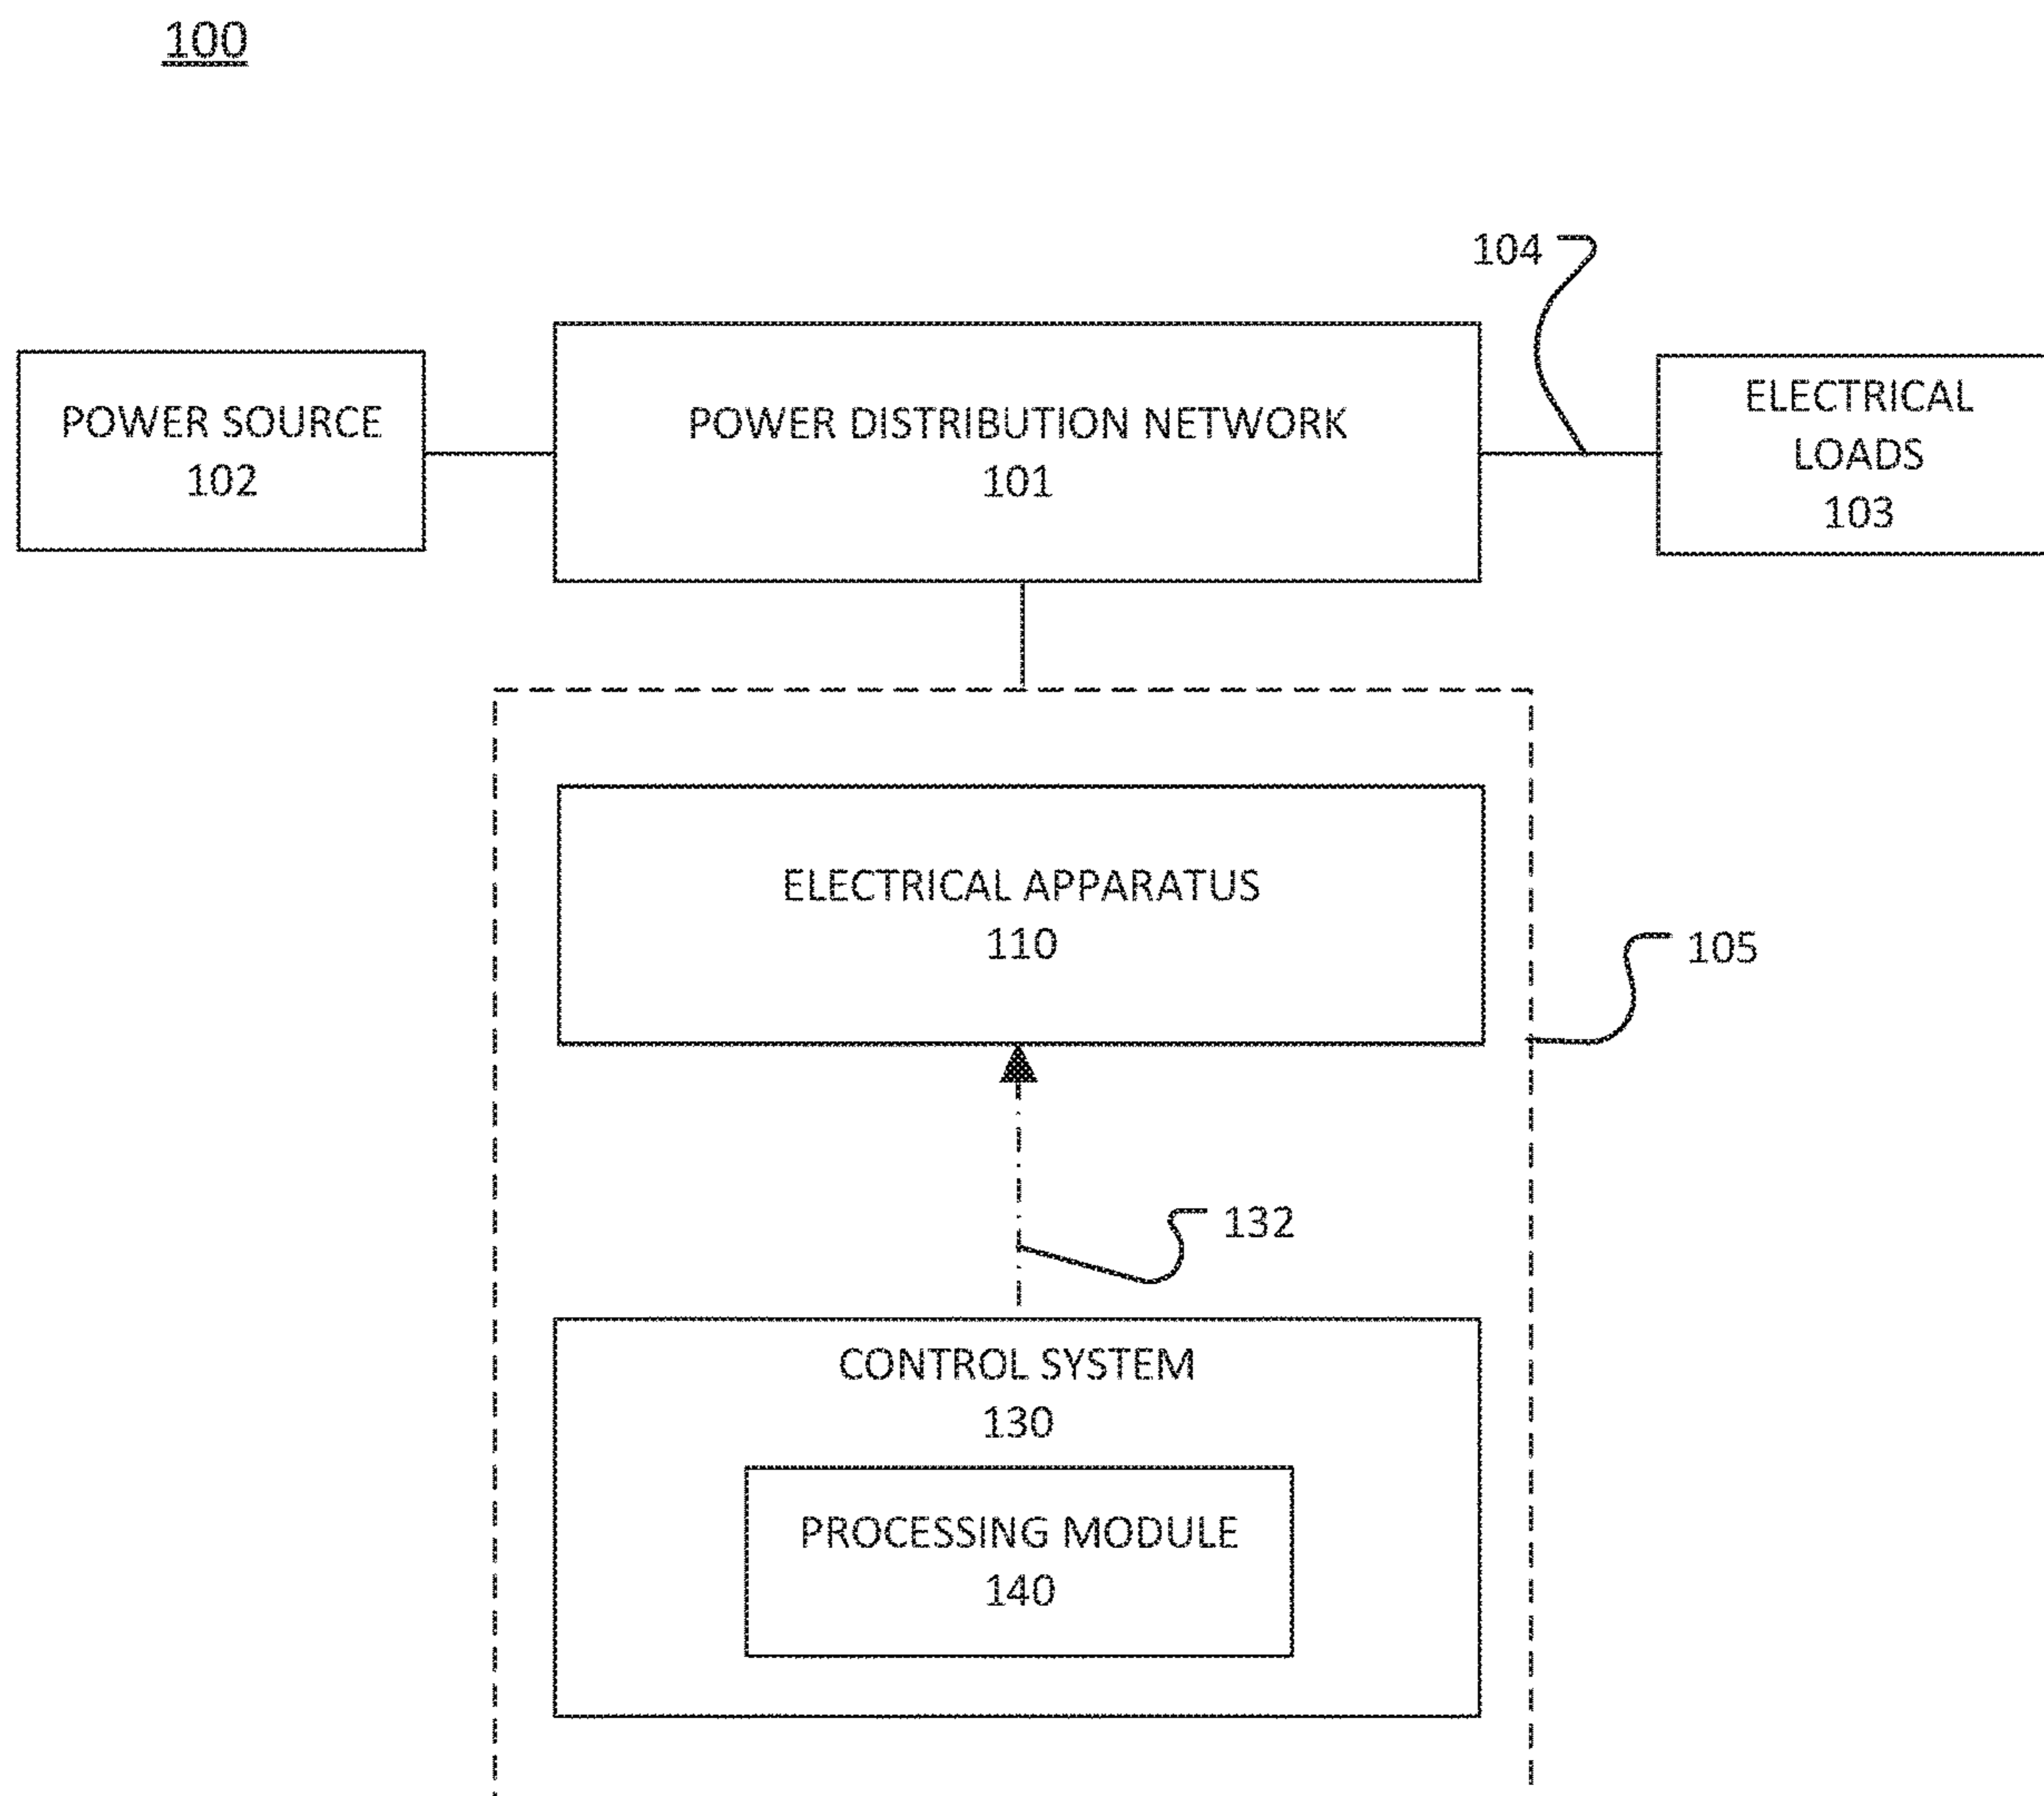 100
104
POWER SOURCE
102
POWER DISTRIBUTION NETWORK
101
ELECTRICAL
LOADS
103
ELECTRICAL APPARATUS
110
105
132
CONTROL SYSTEM
130
PROCESSING MODULE
140